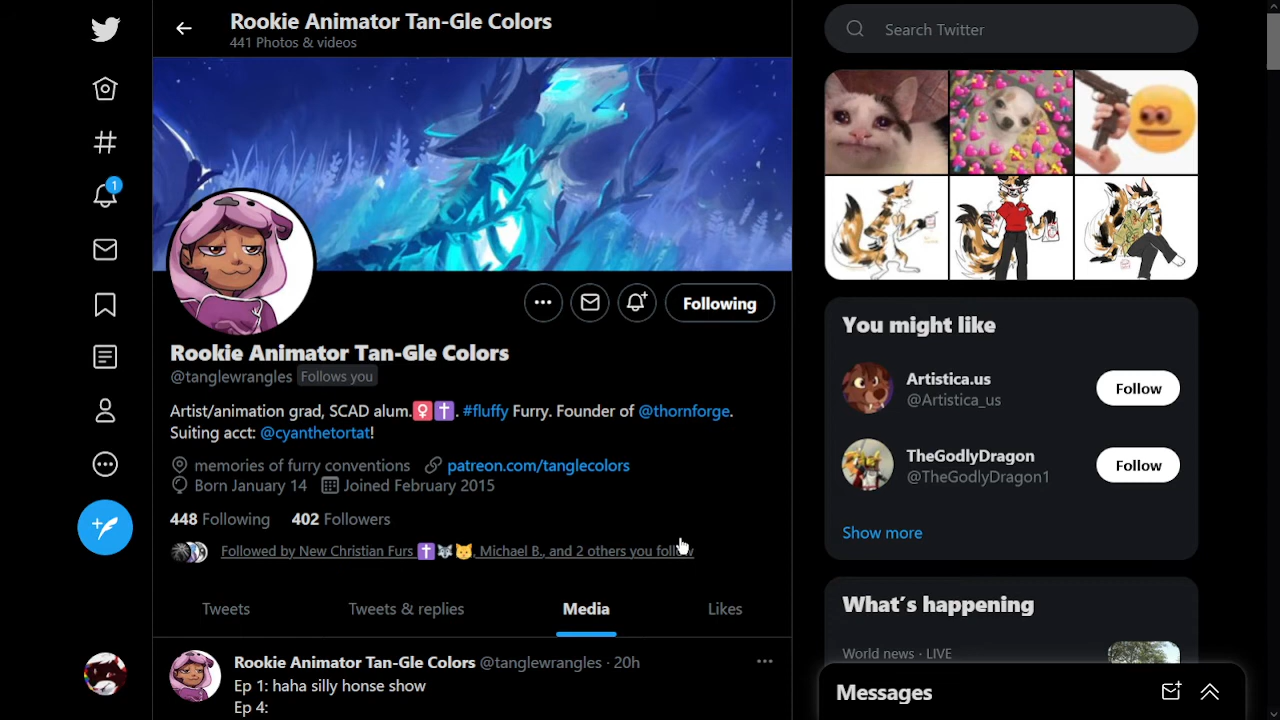 Rookie Animator Tan-Gle Colors
441 Photos & videos
Search Twitter
1
Following
Rookie Animator Tan-Gle Colors
@tanglewrangles Follows you
Artist/animation grad, SCAD alum.♀️✝️. #fluffy Furry. Founder of @thornforge.
Suiting acct: @cyanthetortat!
memories of furry conventions patreon.com/tanglecolors
Born January 14 Joined February 2015
448 Following 402 Followers
Followed by New Christian Furs ✝️🐺🐱, Michael B., and 2 others you follow
Tweets Tweets & replies Media Likes
Rookie Animator Tan-Gle Colors @tanglewrangles · 20h
Ep 1: haha silly honse show
Ep 4:
You might like
Artistica.us
@Artistica_us
Follow
TheGodlyDragon
@TheGodlyDragon1
Follow
Show more
What's happening
World news · LIVE
Messages